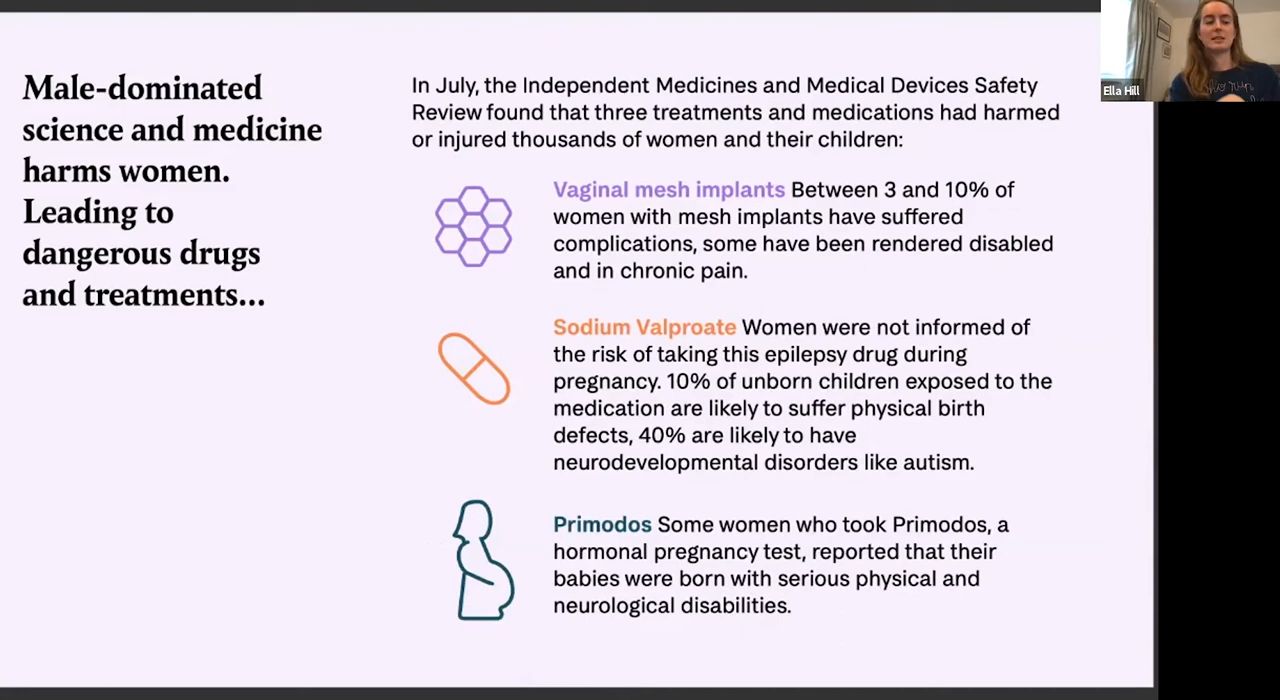 Male-dominated
science and medicine
harms women.
Leading to
dangerous drugs
and treatments...
In July, the Independent Medicines and Medical Devices Safety
Review found that three treatments and medications had harmed
or injured thousands of women and their children:
Vaginal mesh implants Between 3 and 10% of
women with mesh implants have suffered
complications, some have been rendered disabled
and in chronic pain.
Sodium Valproate Women were not informed of
the risk of taking this epilepsy drug during
pregnancy. 10% of unborn children exposed to the
medication are likely to suffer physical birth
defects, 40% are likely to have
neurodevelopmental disorders like autism.
Primodos Some women who took Primodos, a
hormonal pregnancy test, reported that their
babies were born with serious physical and
neurological disabilities.
Ella Hill